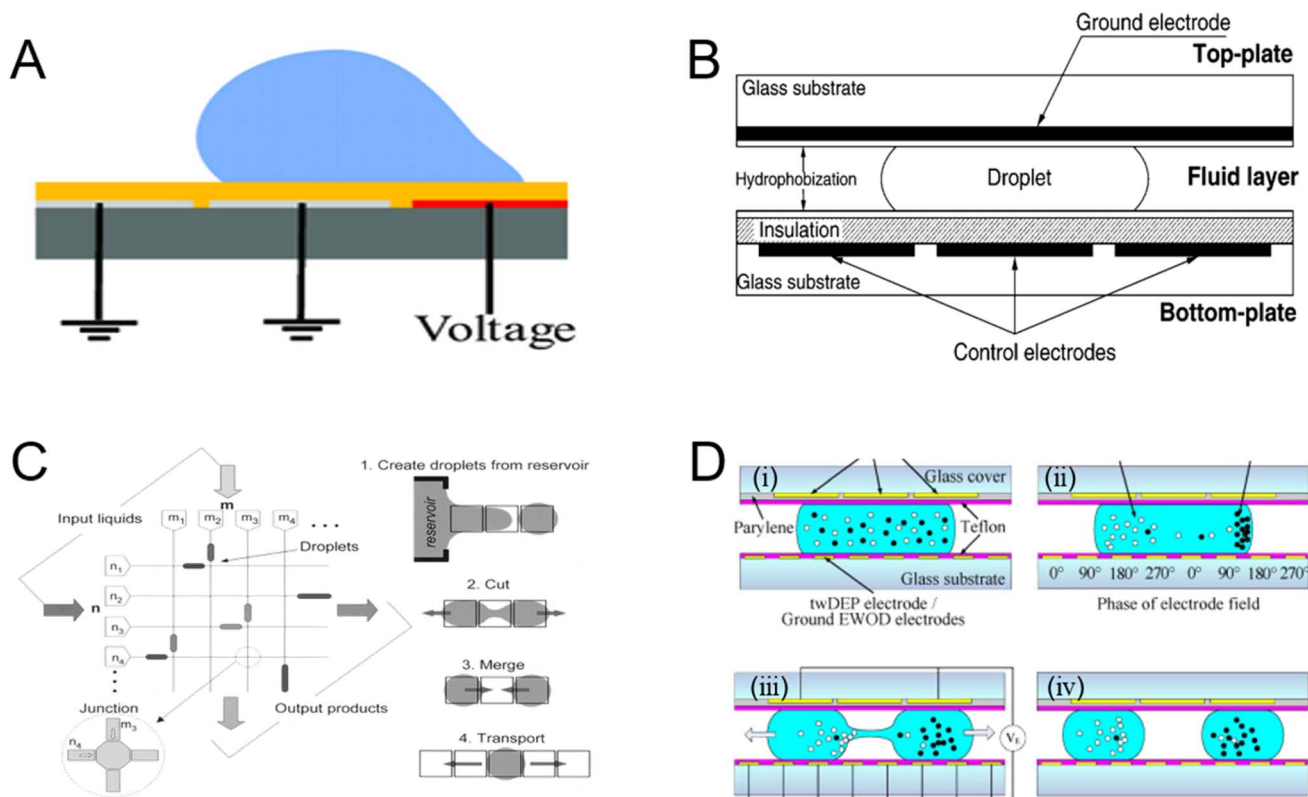 A
Voltage
B
Ground electrode
Top-plate
Glass substrate
Hydrophobization
Droplet
Fluid layer
Insulation
Glass substrate
Bottom-plate
Control electrodes
C
m
Input liquids
m1 m2 m3 m4 • • •
Droplets
n1
n2
n
n3
n4
Junction
Output products
m3
n4
1. Create droplets from reservoir
reservoir
2. Cut
3. Merge
4. Transport
D
(i)
Glass cover
Parylene
Teflon
Glass substrate
twDEP electrode /
Ground EWOD electrodes
(ii)
0° 90° 180° 270° 0° 90° 180° 270°
Phase of electrode field
(iii)
VE
(iv)